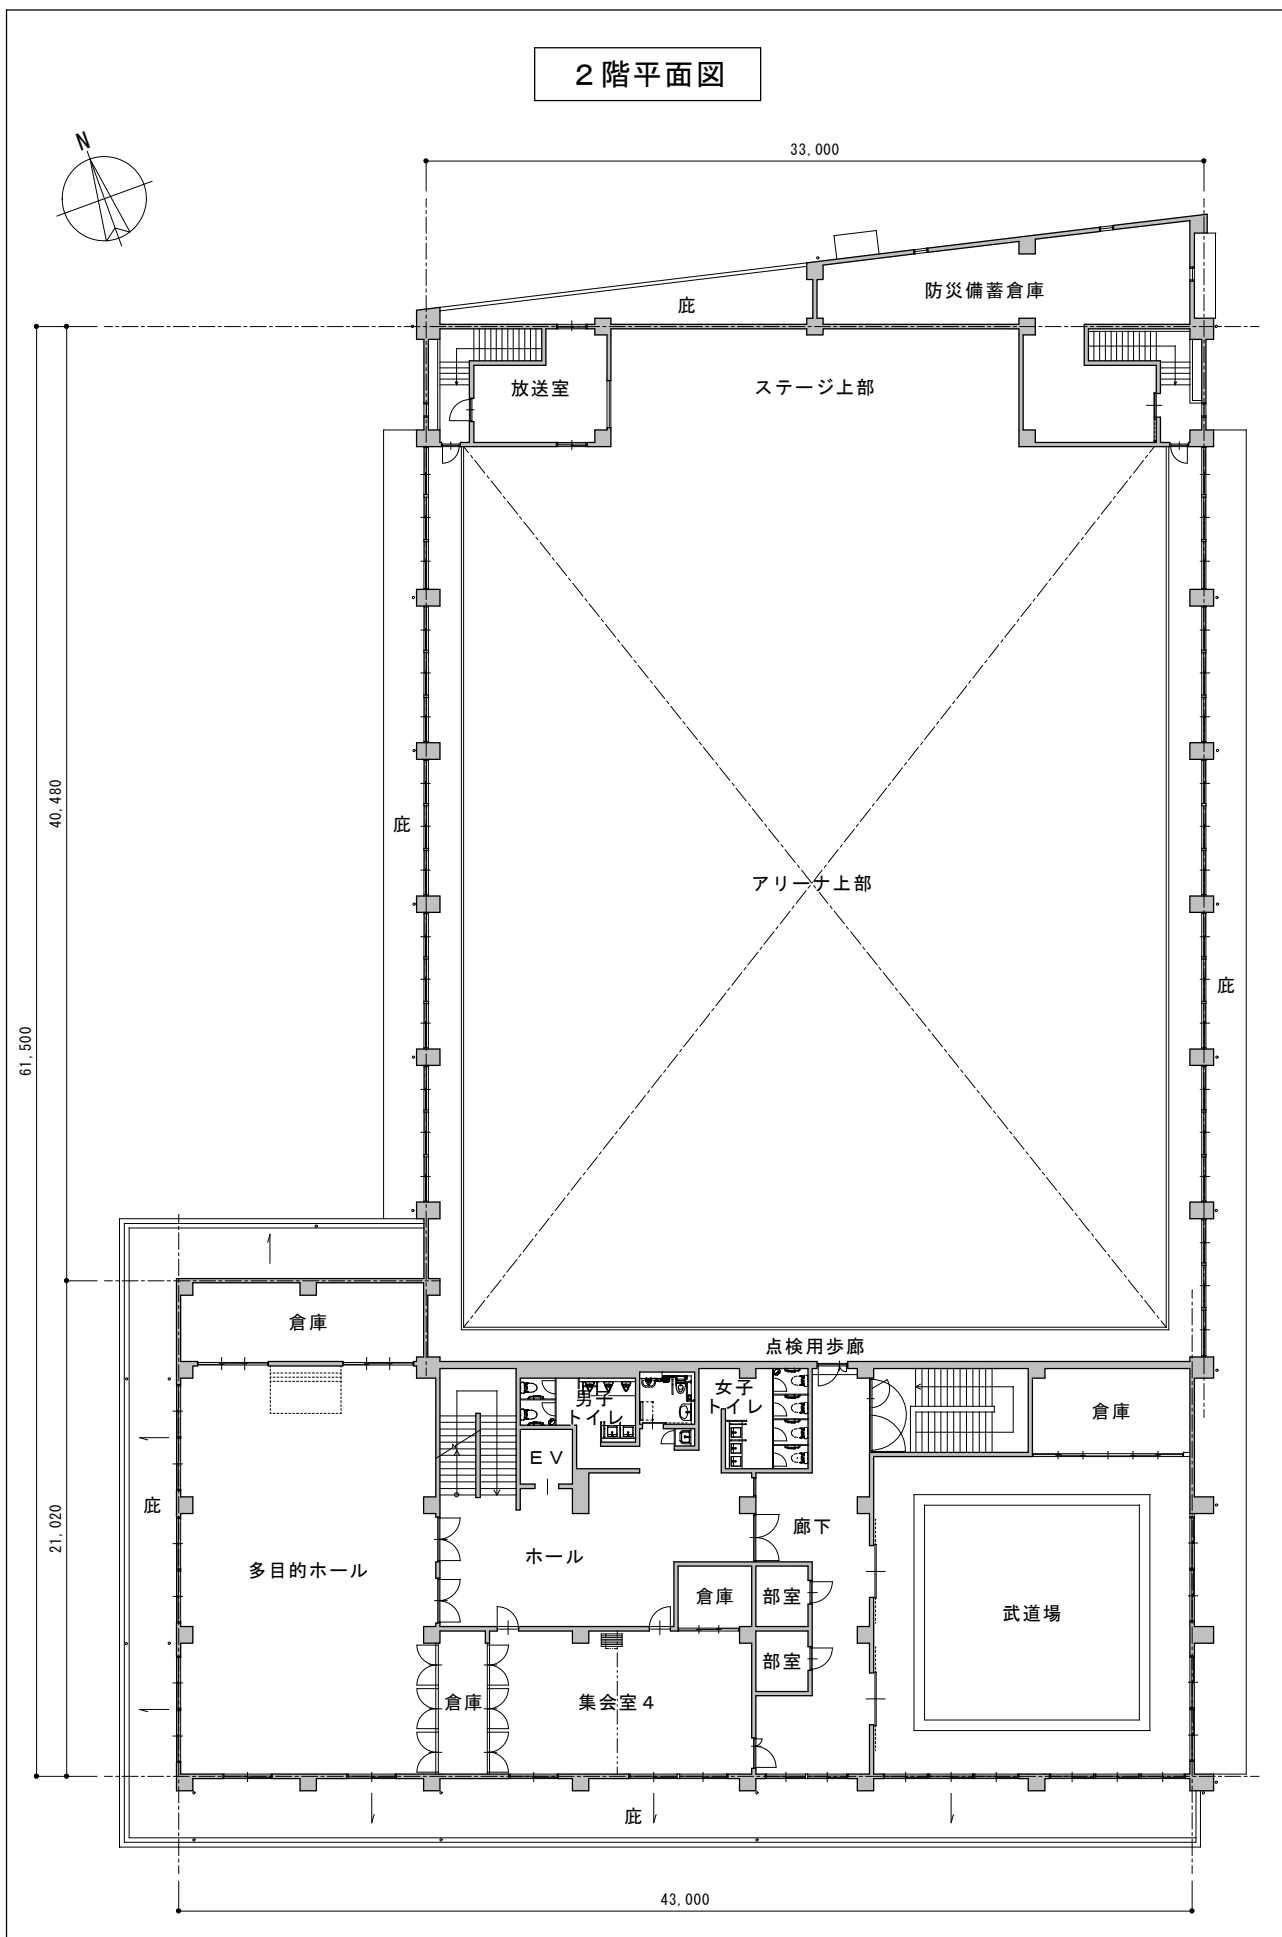 ２階平面図
N
33,000
防災備蓄倉庫
庇
放送室
ステージ上部
40,480
庇
アリーナ上部
庇
61,500
倉庫
点検用歩廊
男子
トイレ
女子
トイレ
倉庫
ＥＶ
庇
21,020
廊下
ホール
多目的ホール
倉庫
部室
武道場
部室
倉庫
集会室４
庇
43,000